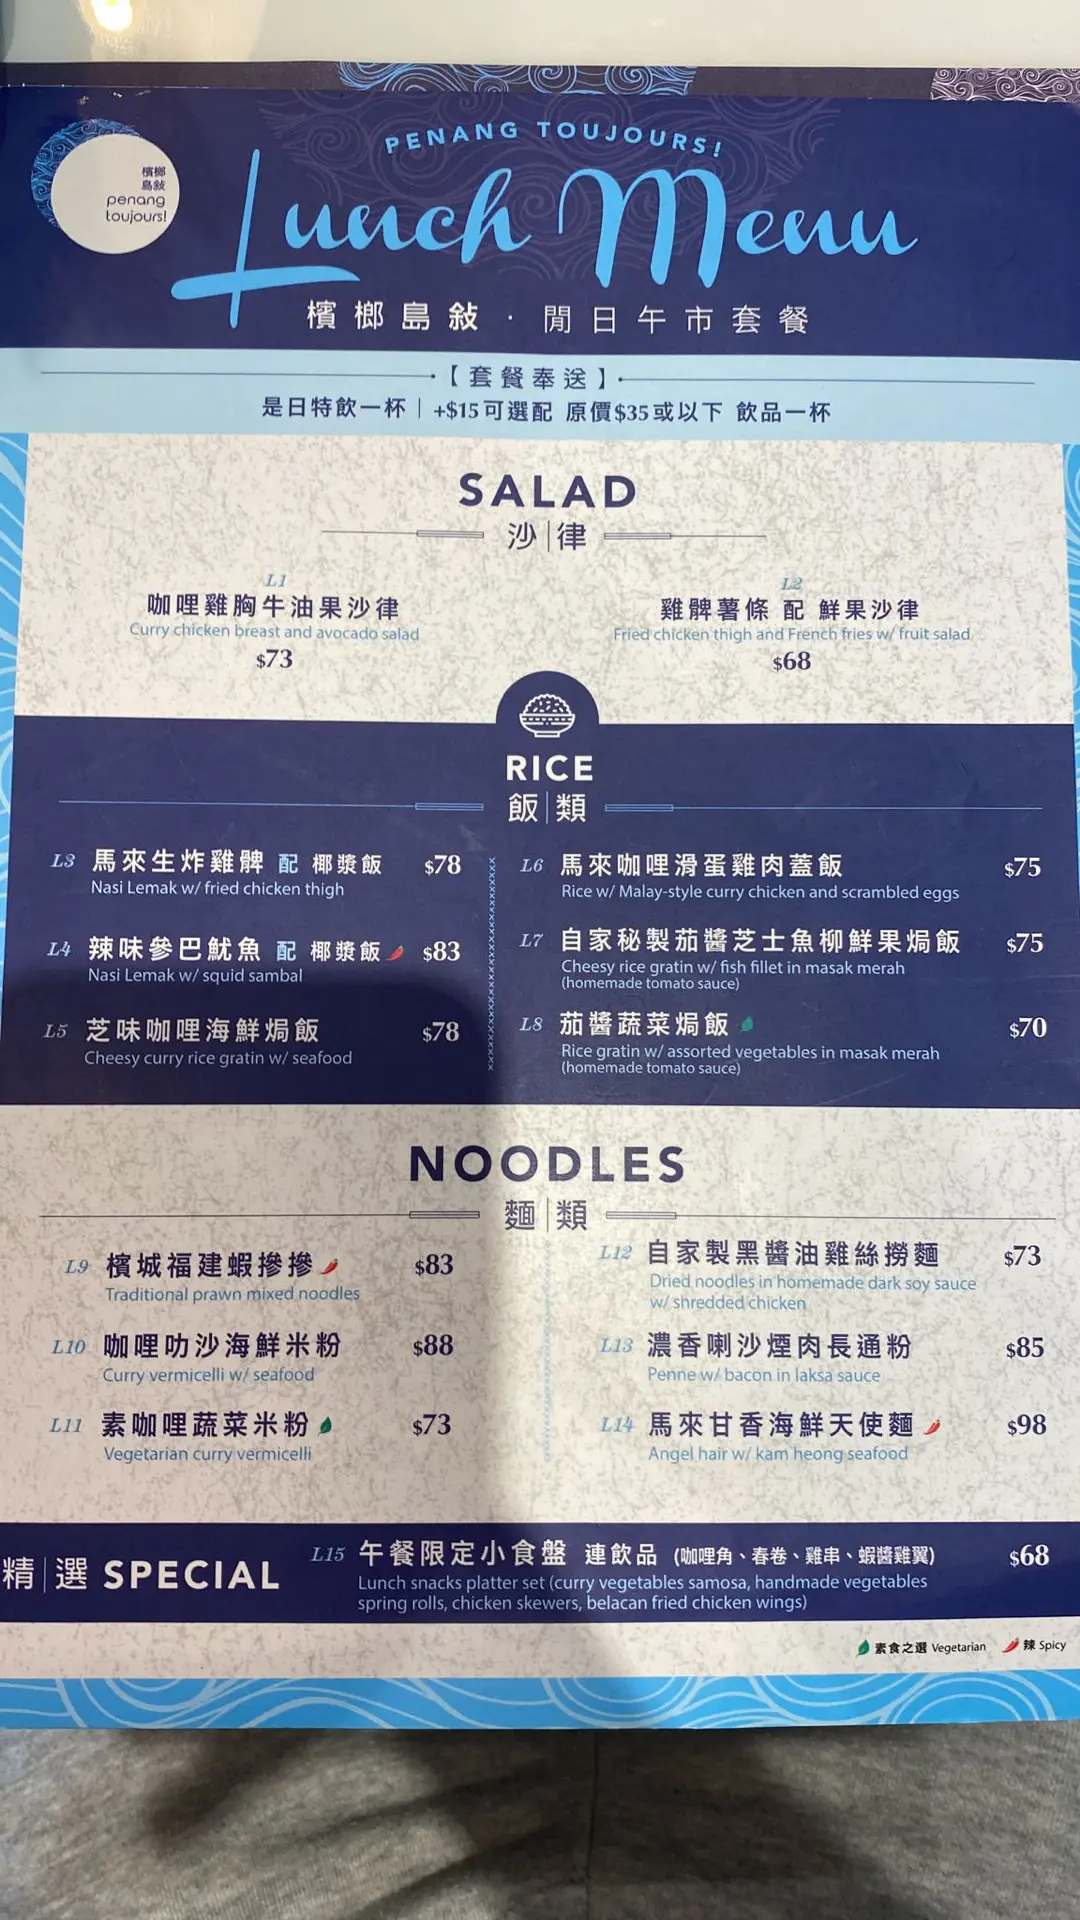 PENANG TOUJOURS!
檳榔
島敍
penang
toujours!
Lunch Menu
檳榔島敍・閒日午市套餐
【套餐奉送】
是日特飲一杯 | +$15可選配 原價$35或以下 飲品一杯
SALAD
沙|律
L1
咖哩雞胸牛油果沙律
Curry chicken breast and avocado salad
$73
L2
雞髀薯條 配 鮮果沙律
Fried chicken thigh and French fries w/ fruit salad
$68
RICE
飯|類
L3 馬來生炸雞髀 配 椰漿飯 $78
Nasi Lemak w/ fried chicken thigh
L4 辣味參巴魷魚 配 椰漿飯 $83
Nasi Lemak w/ squid sambal
L5 芝味咖哩海鮮焗飯 $78
Cheesy curry rice gratin w/ seafood
L6 馬來咖哩滑蛋雞肉蓋飯 $75
Rice w/ Malay-style curry chicken and scrambled eggs
L7 自家秘製茄醬芝士魚柳鮮果焗飯 $75
Cheesy rice gratin w/ fish fillet in masak merah
(homemade tomato sauce)
L8 茄醬蔬菜焗飯 $70
Rice gratin w/ assorted vegetables in masak merah
(homemade tomato sauce)
NOODLES
麵|類
L9 檳城福建蝦摻摻 $83
Traditional prawn mixed noodles
L10 咖哩叻沙海鮮米粉 $88
Curry vermicelli w/ seafood
L11 素咖哩蔬菜米粉 $73
Vegetarian curry vermicelli
L12 自家製黑醬油雞絲撈麵 $73
Dried noodles in homemade dark soy sauce
w/ shredded chicken
L13 濃香喇沙煙肉長通粉 $85
Penne w/ bacon in laksa sauce
L14 馬來甘香海鮮天使麵 $98
Angel hair w/ kam heong seafood
精|選 SPECIAL
L15 午餐限定小食盤 連飲品 (咖哩角、春卷、雞串、蝦醬雞翼) $68
Lunch snacks platter set (curry vegetables samosa, handmade vegetables
spring rolls, chicken skewers, belacan fried chicken wings)
素食之選 Vegetarian 辣 Spicy